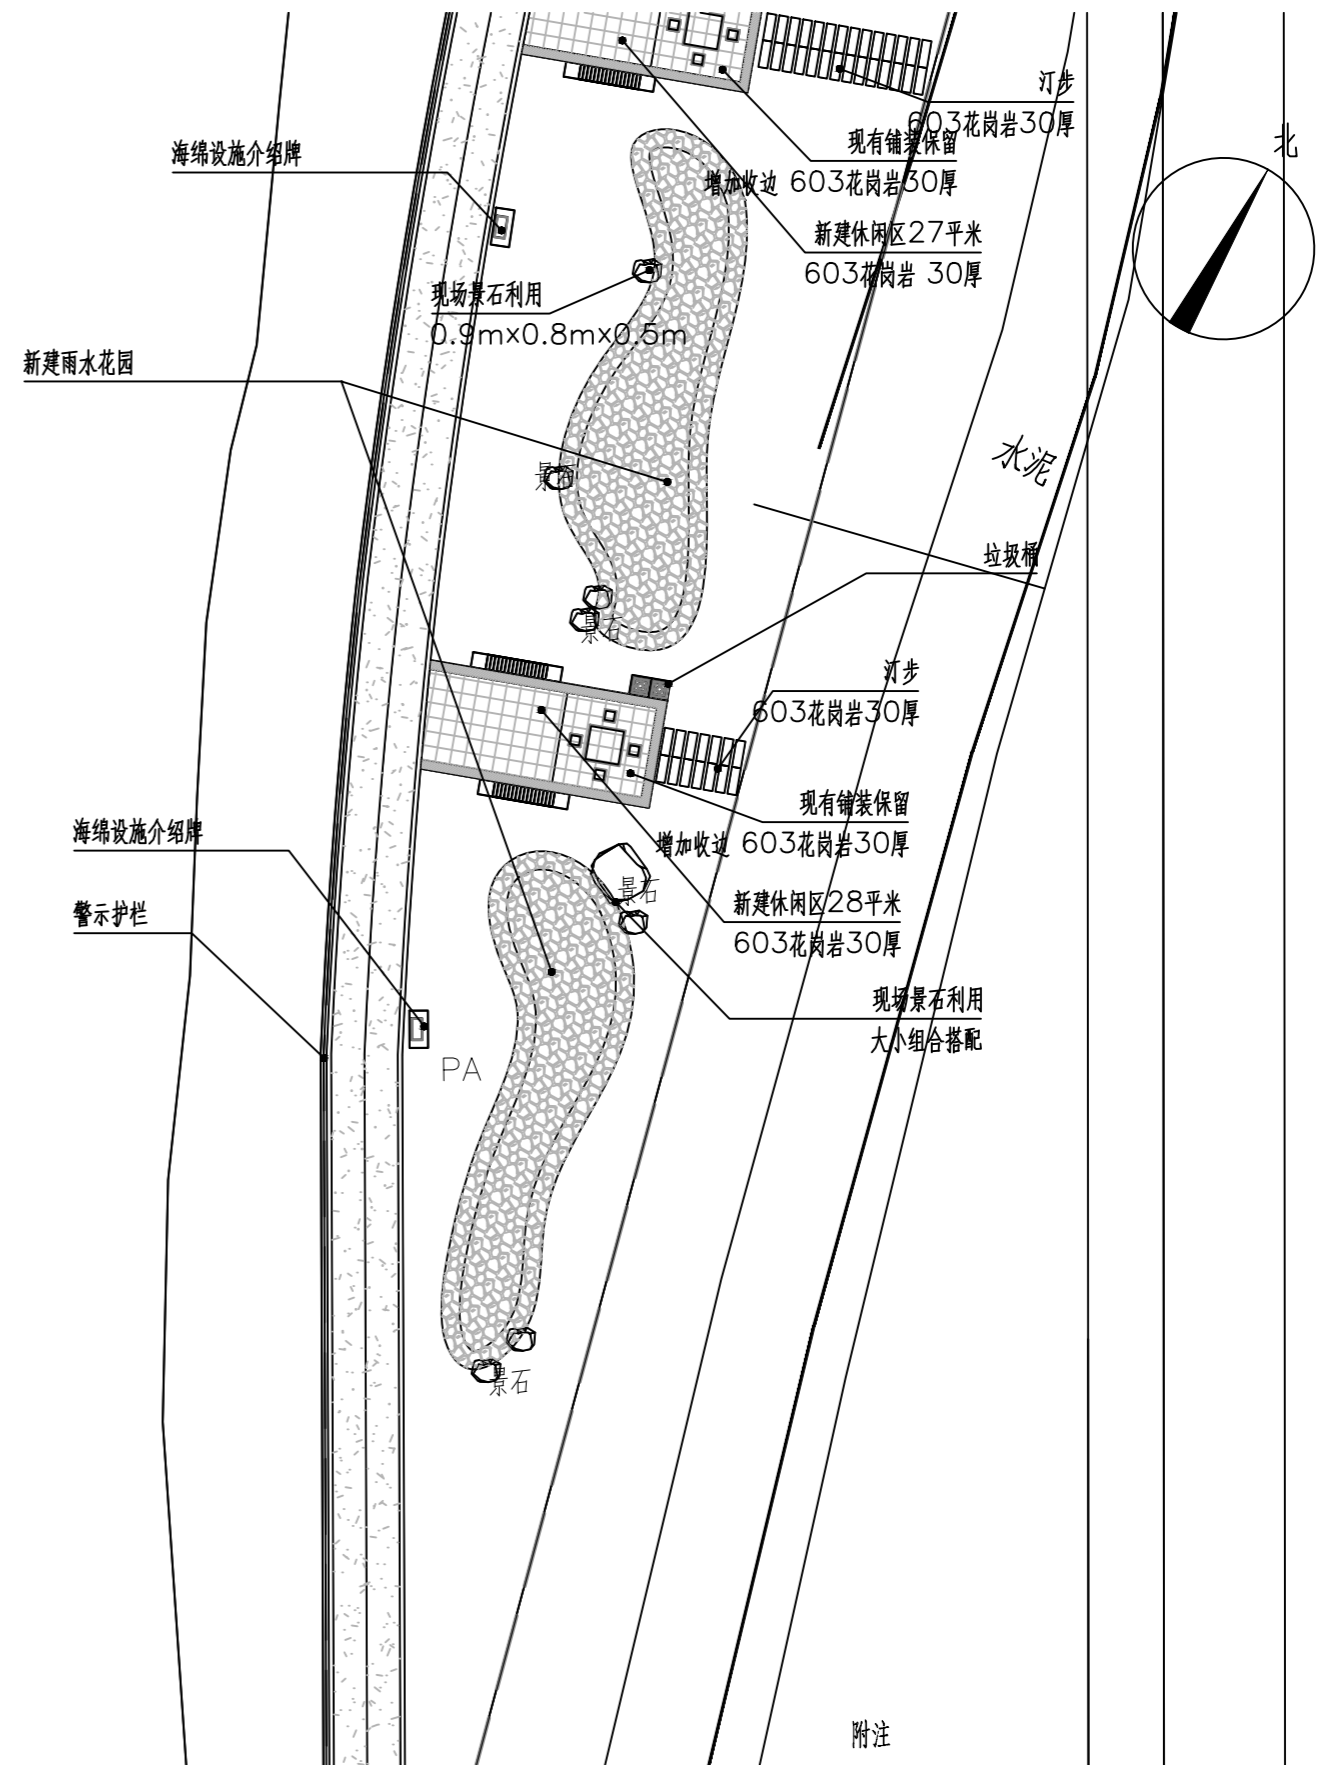 北
汀步
603花岗岩30厚
现有铺装保留
增加收边 603花岗岩30厚
海绵设施介绍牌
新建休闲区27平米
603花岗岩 30厚
现场景石利用
0.9mx0.8mx0.5m
新建雨水花园
水泥
景石
垃圾桶
景石
汀步
603花岗岩30厚
现有铺装保留
增加收边 603花岗岩30厚
海绵设施介绍牌
景石
新建休闲区28平米
603花岗岩30厚
警示护栏
现场景石利用
大小组合搭配
PA
景石
附注